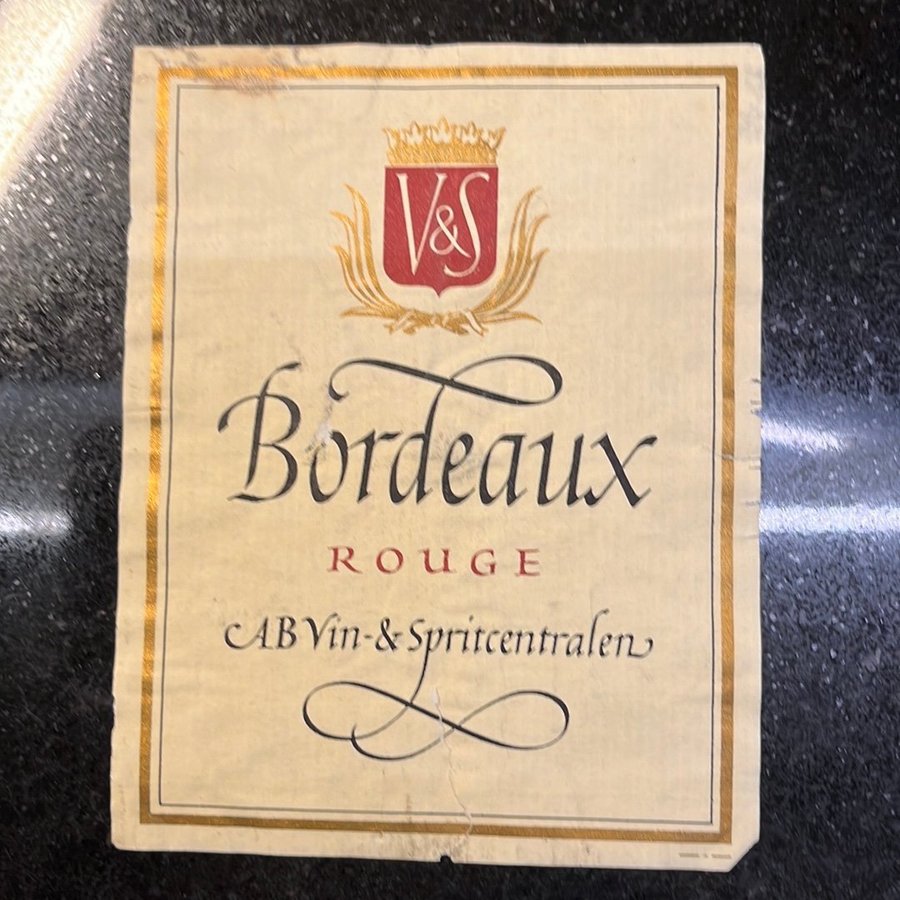 V&S
Bordeaux
ROUGE
AB Vin-& Spritcentralen